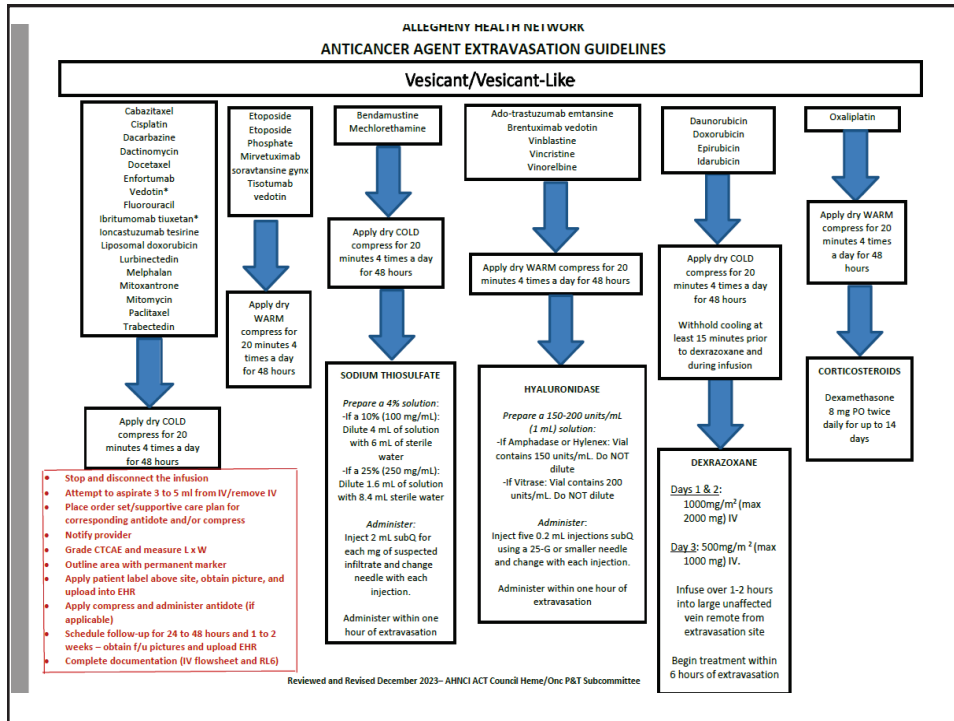 ALLEGHENY HEALTH NETWORK
ANTICANCER AGENT EXTRAVASATION GUIDELINES
Vesicant/Vesicant-Like
Cabazitaxel
Cisplatin
Dacarbazine
Dactinomycin
Docetaxel
Enfortumab
Vedotin*
Fluorouracil
Ibritumomab tiuxetan*
loncastuzumab tesirine
Liposomal doxorubicin
Lurbinectedin
Melphalan
Mitoxantrone
Mitomycin
Paclitaxel
Trabectedin
Apply dry COLD
compress for 20
minutes 4 times a day
for 48 hours
Etoposide
Etoposide
Phosphate
Mirvetuximab
soravtansine gynx
Tisotumab
vedotin
Apply dry
WARM
compress for
20 minutes 4
times a day
for 48 hours
Bendamustine
Mechlorethamine
Apply dry COLD
compress for 20
minutes 4 times a day
for 48 hours
SODIUM THIOSULFATE
Prepare a 4% solution:
-If a 10% (100 mg/mL):
Dilute 4 mL of solution
with 6 mL of sterile
water
-If a 25% (250 mg/mL):
Dilute 1.6 mL of solution
with 8.4 mL sterile water
Administer:
Inject 2 mL subQ for
each mg of suspected
infiltrate and change
needle with each
injection.
Administer within one
hour of extravasation
Ado-trastuzumab emtansine
Brentuximab vedotin
Vinblastine
Vincristine
Vinorelbine
Apply dry WARM compress for 20
minutes 4 times a day for 48 hours
HYALURONIDASE
Prepare a 150-200 units/mL
(1 mL) solution:
-If Amphadase or Hylenex: Vial
contains 150 units/mL. Do NOT
dilute
-If Vitrase: Vial contains 200
units/mL. Do NOT dilute
Administer:
Inject five 0.2 mL injections subQ
using a 25-G or smaller needle
and change with each injection.
Administer within one hour of
extravasation
Daunorubicin
Doxorubicin
Epirubicin
Idarubicin
Apply dry COLD
compress for 20
minutes 4 times a day
for 48 hours
Withhold cooling at
least 15 minutes prior
to dexrazoxane and
during infusion
DEXRAZOXANE
Days 1 & 2:
1000mg/m² (max
2000 mg) IV
Day 3: 500mg/m ² (max
1000 mg) IV.
Infuse over 1-2 hours
into large unaffected
vein remote from
extravasation site
Begin treatment within
6 hours of extravasation
Oxaliplatin
Apply dry WARM
compress for 20
minutes 4 times
a day for 48
hours
CORTICOSTEROIDS
Dexamethasone
8 mg PO twice
daily for up to 14
days
• Stop and disconnect the infusion
• Attempt to aspirate 3 to 5 ml from IV/remove IV
• Place order set/supportive care plan for
corresponding antidote and/or compress
• Notify provider
• Grade CTCAE and measure L x W
• Outline area with permanent marker
• Apply patient label above site, obtain picture, and
upload into EHR
• Apply compress and administer antidote (if
applicable)
• Schedule follow-up for 24 to 48 hours and 1 to 2
weeks – obtain f/u pictures and upload EHR
• Complete documentation (IV flowsheet and RL6)
Reviewed and Revised December 2023– AHNCI ACT Council Heme/Onc P&T Subcommittee